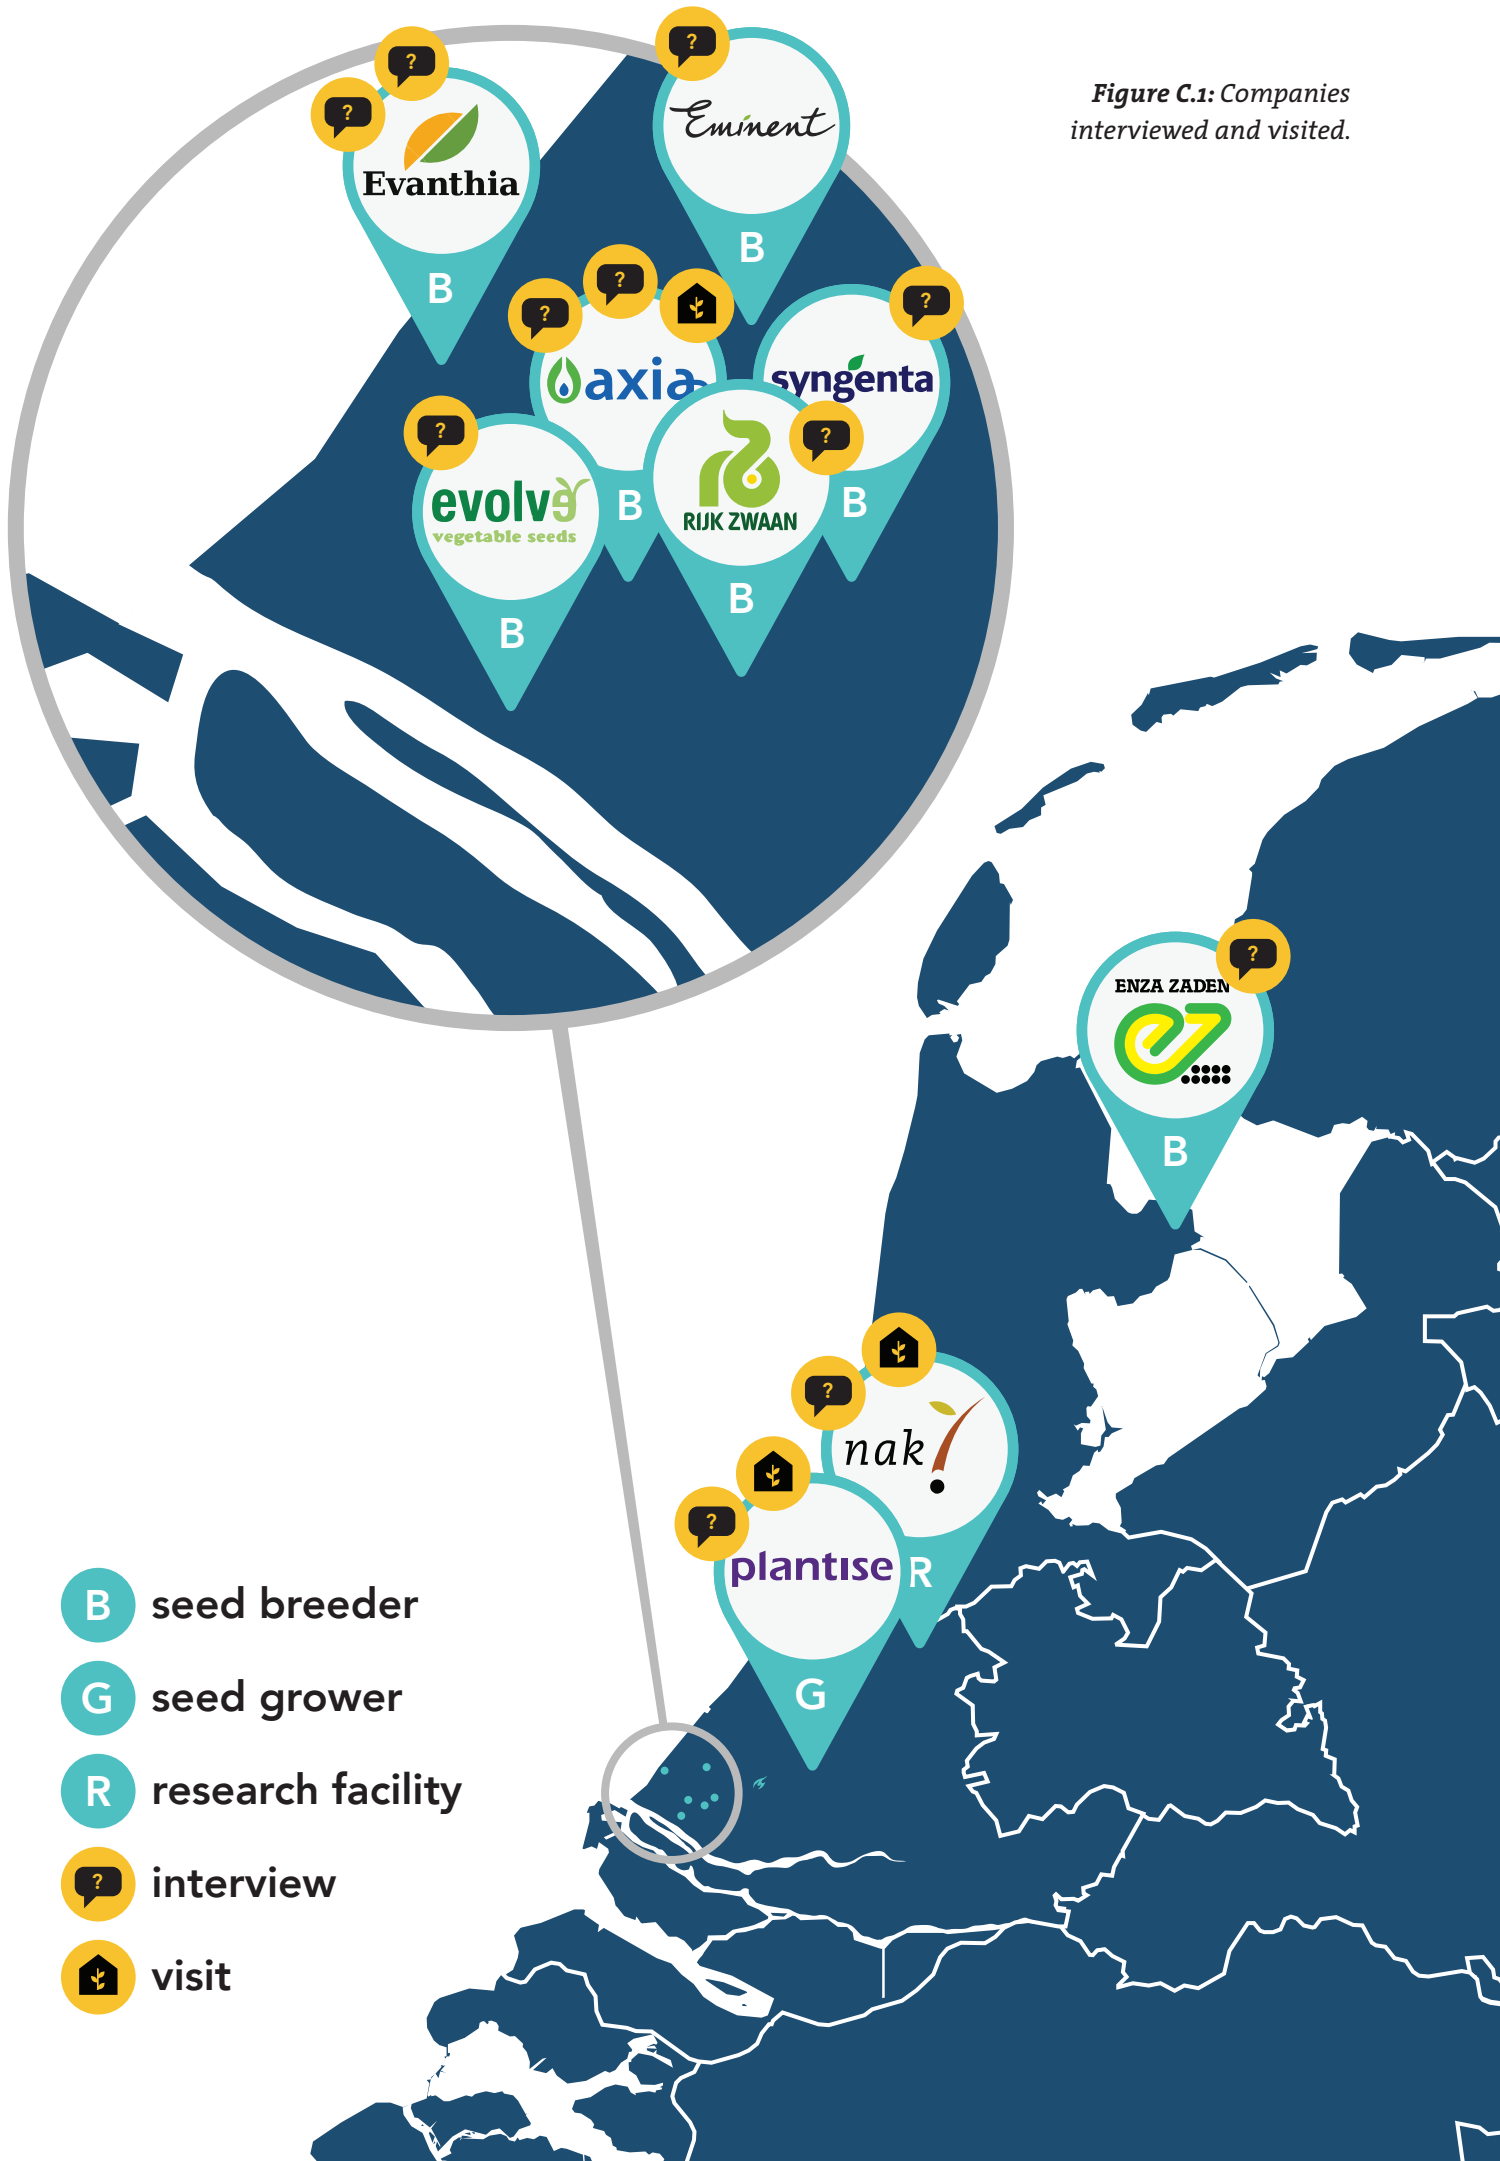 Figure C.1: Companies
interviewed and visited.
?
?
Evanthia
B
?
Eminent
B
?
?
axia
B
?
syngenta
B
?
evolve
vegetable seeds
B
?
RIJK ZWAAN
B
?
ENZA ZADEN
B
?
nak
R
?
plantise
G
B seed breeder
G seed grower
R research facility
? interview
visit